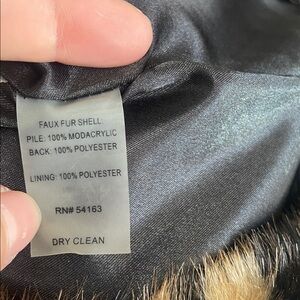 FAUX FUR SHELL
PILE: 100% MODACRYLIC
BACK: 100% POLYESTER
LINING: 100% POLYESTER
RN# 54163
DRY CLEAN